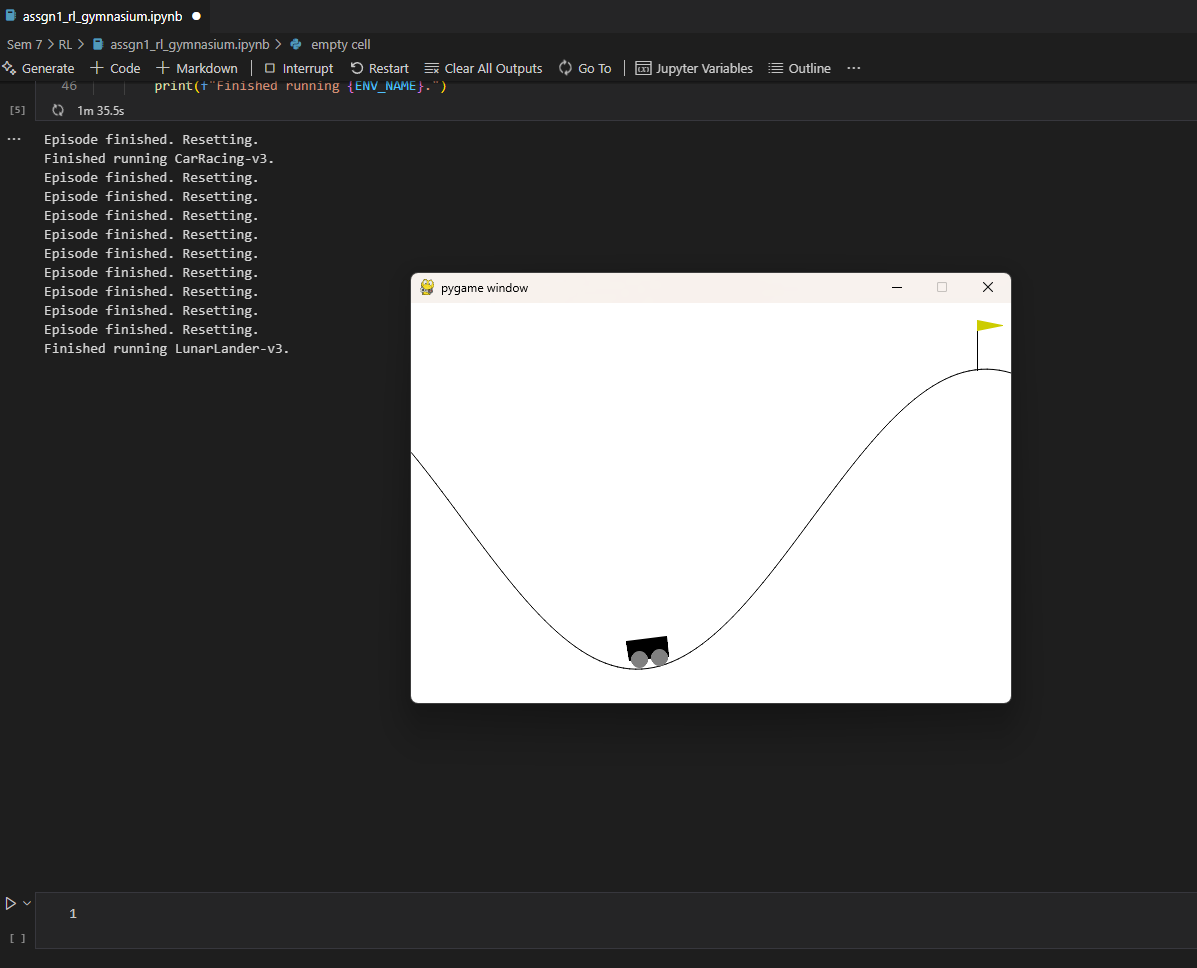 assgn1_rl_gymnasium.ipynb
Sem 7 > RL > assgn1_rl_gymnasium.ipynb > empty cell
Generate + Code + Markdown | Interrupt Restart Clear All Outputs Go To | Jupyter Variables Outline ...
46 print(f"Finished running {ENV_NAME}.")
[5] 1m 35.5s
... Episode finished. Resetting.
Finished running CarRacing-v3.
Episode finished. Resetting.
Episode finished. Resetting.
Episode finished. Resetting.
Episode finished. Resetting.
Episode finished. Resetting.
Episode finished. Resetting.
Episode finished. Resetting.
Episode finished. Resetting.
Episode finished. Resetting.
Finished running LunarLander-v3.
pygame window
1
[ ]